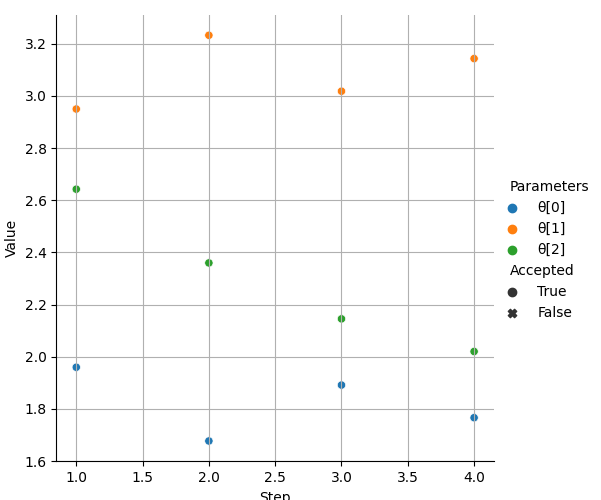 3.2
3.0
2.8
2.6
2.4
2.2
2.0
1.8
1.6
Value
1.0 1.5 2.0 2.5 3.0 3.5 4.0
Step
Parameters
θ[0]
θ[1]
θ[2]
Accepted
True
False